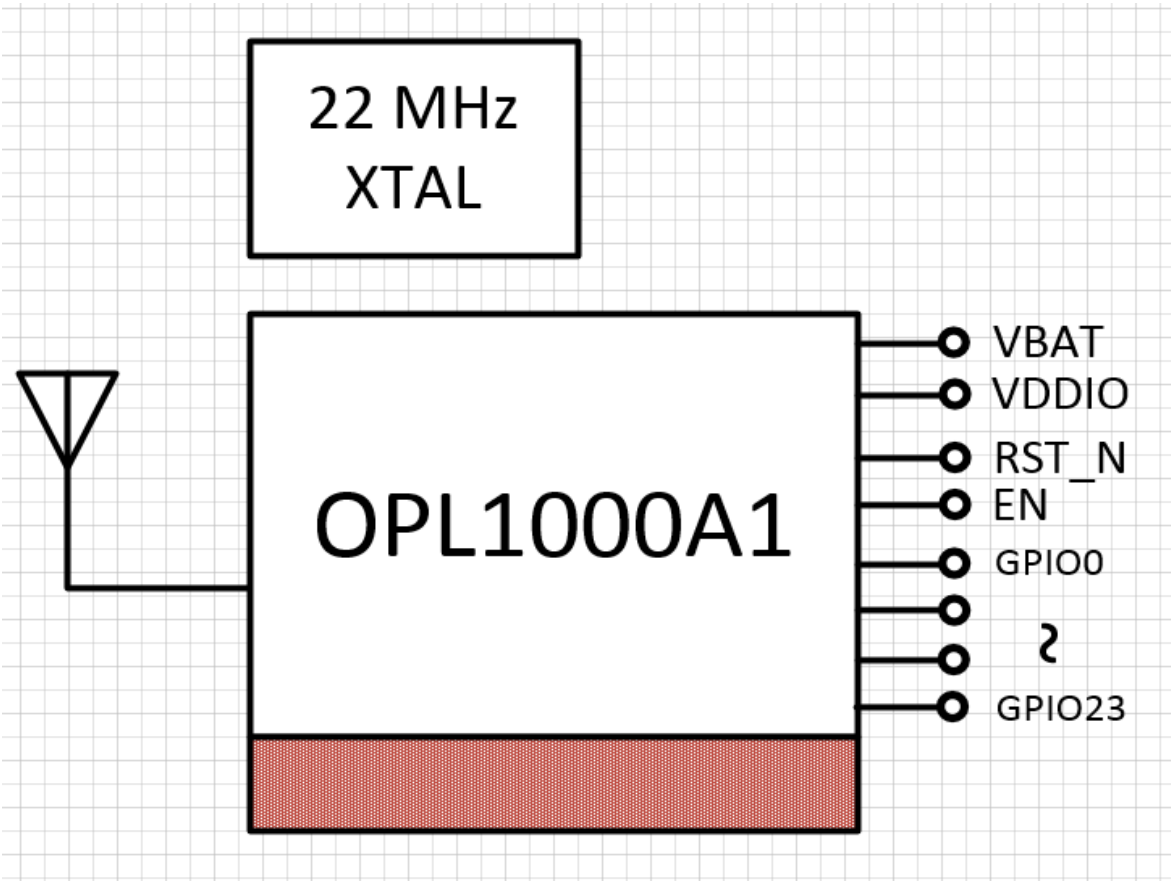 22 MHz
XTAL
OPL1000A1
VBAT
VDDIO
RST_N
EN
GPIO0
~
GPIO23